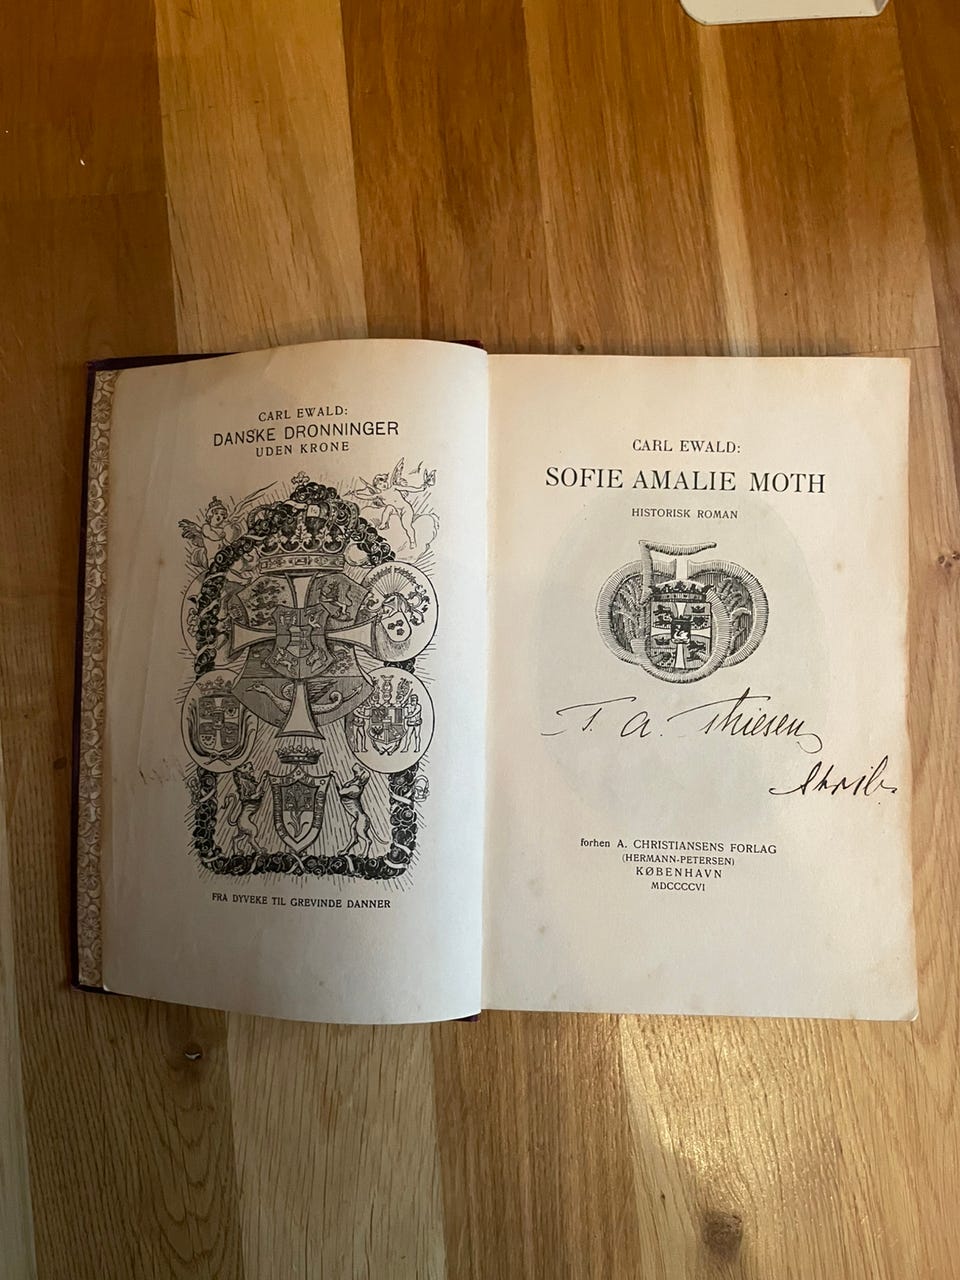 CARL EWALD:
DANSKE DRONNINGER
UDEN KRONE
FRA DYVEKE TIL GREVINDE DANNER
CARL EWALD:
SOFIE AMALIE MOTH
HISTORISK ROMAN
T. A. Thiesen
forhen A. CHRISTIANSENS FORLAG
(HERMANN-PETERSEN)
KØBENHAVN
MDCCCCVI